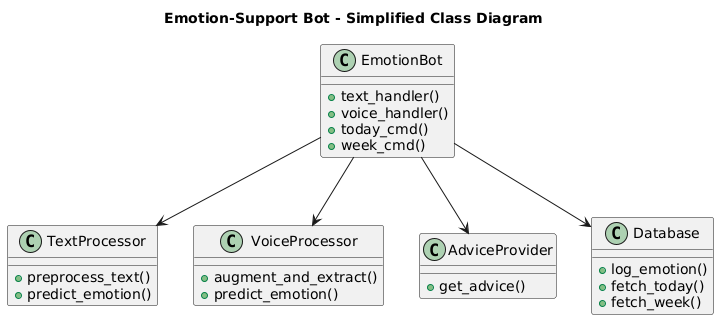 Emotion-Support Bot - Simplified Class Diagram
C EmotionBot
text_handler()
voice_handler()
today_cmd()
week_cmd()
C TextProcessor
preprocess_text()
predict_emotion()
C VoiceProcessor
augment_and_extract()
predict_emotion()
C AdviceProvider
get_advice()
C Database
log_emotion()
fetch_today()
fetch_week()